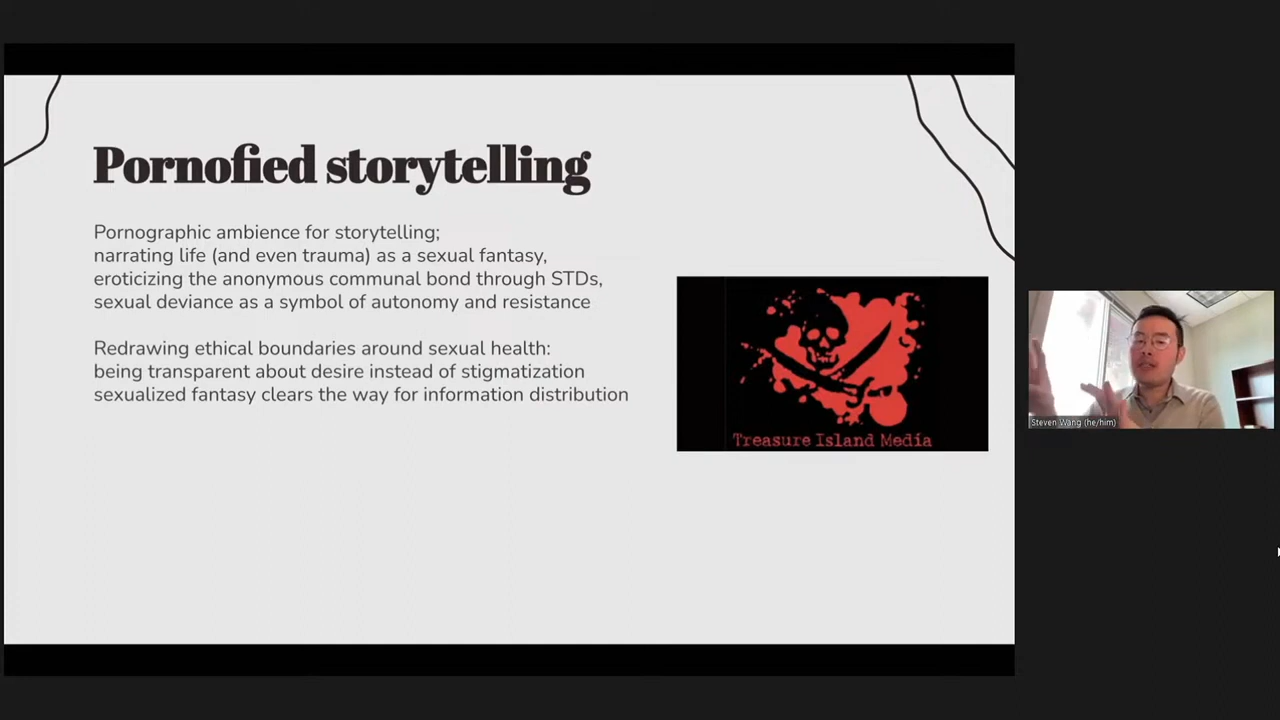 Pornofied storytelling
Pornographic ambience for storytelling;
narrating life (and even trauma) as a sexual fantasy,
eroticizing the anonymous communal bond through STDs,
sexual deviance as a symbol of autonomy and resistance
Redrawing ethical boundaries around sexual health:
being transparent about desire instead of stigmatization
sexualized fantasy clears the way for information distribution
Treasure Island Media
Steven Wang (he/him)